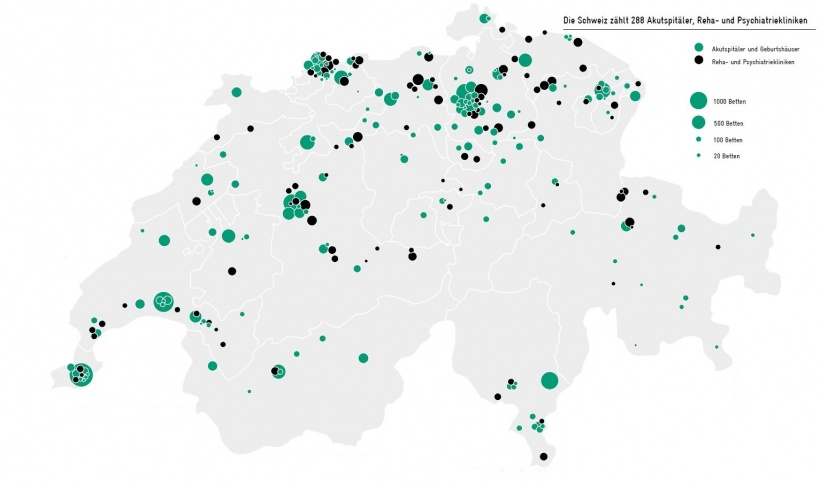 Die Schweiz zählt 288 Akutspitäler, Reha- und Psychiatriekliniken
Akutspitäler und Geburtshäuser
Reha- und Psychiatriekliniken
1000 Betten
500 Betten
100 Betten
20 Betten